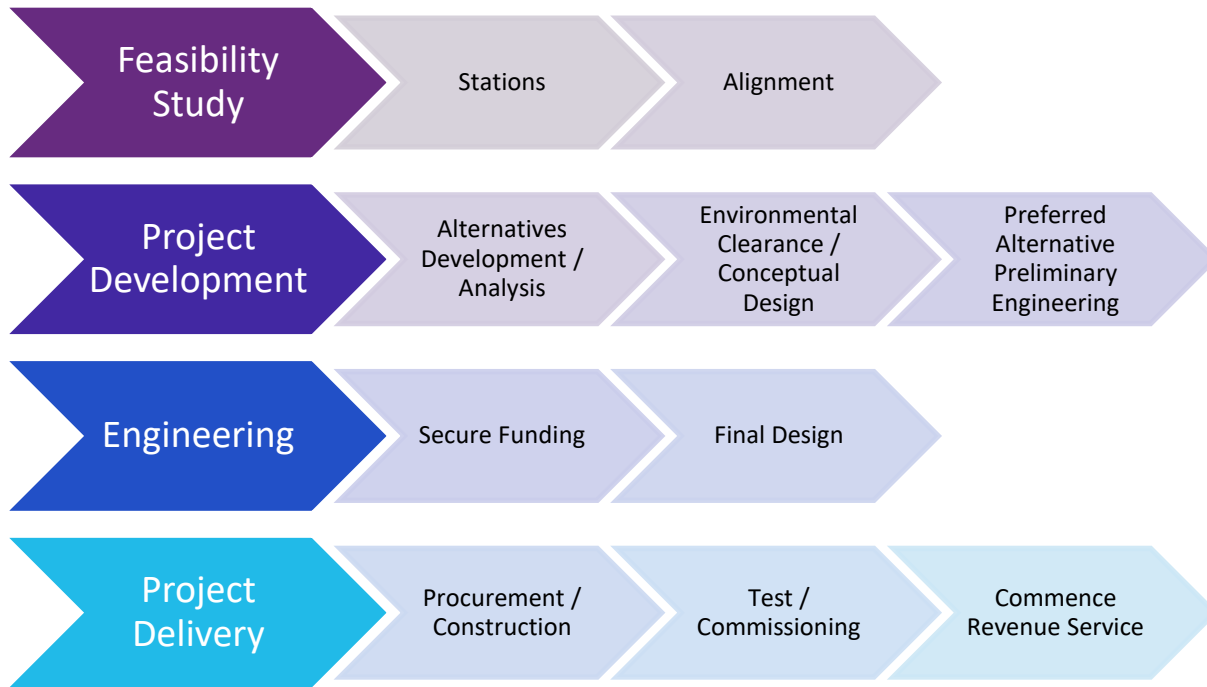 Feasibility
Study
Stations
Alignment
Project
Development
Alternatives
Development /
Analysis
Environmental
Clearance /
Conceptual
Design
Preferred
Alternative
Preliminary
Engineering
Engineering
Secure Funding
Final Design
Project
Delivery
Procurement /
Construction
Test /
Commissioning
Commence
Revenue Service